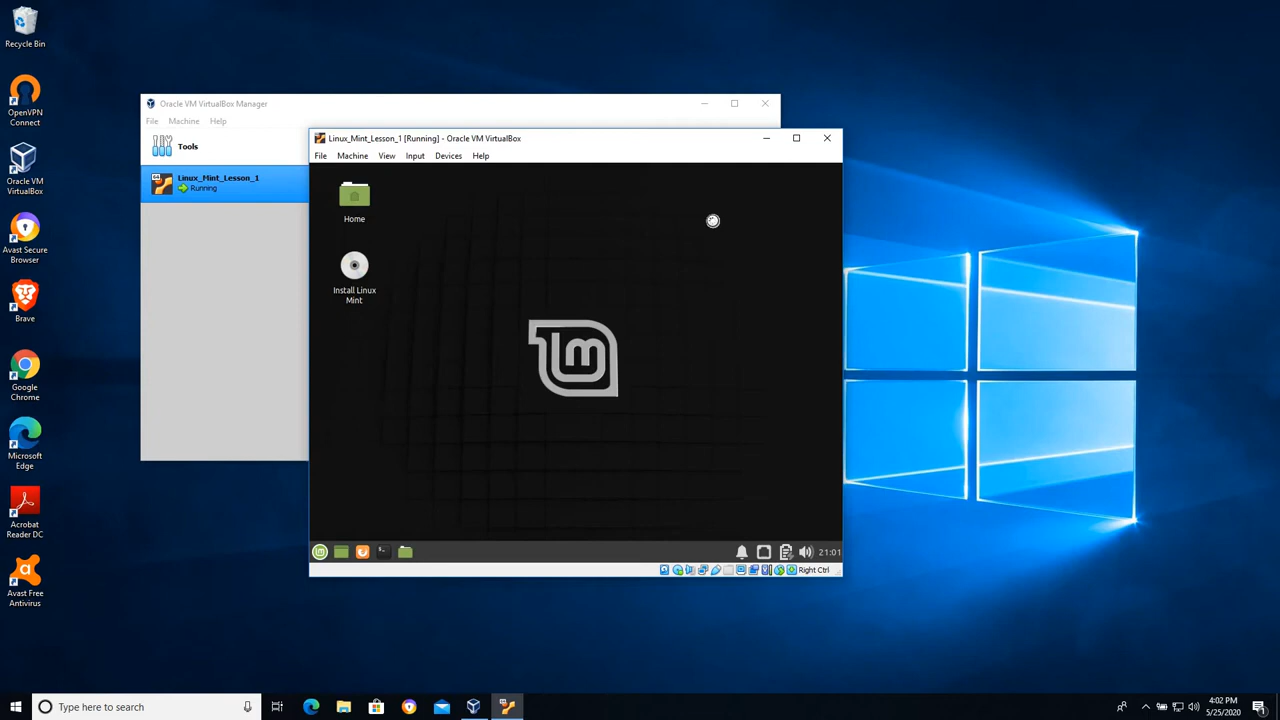 Recycle Bin
OpenVPN
Connect
Oracle VM
VirtualBox
Avast Secure
Browser
Brave
Google
Chrome
Microsoft
Edge
Acrobat
Reader DC
Avast Free
Antivirus
Oracle VM VirtualBox Manager
File Machine Help
Tools
64
Linux_Mint_Lesson_1
Running
Linux_Mint_Lesson_1 [Running] - Oracle VM VirtualBox
File Machine View Input Devices Help
Home
Install Linux
Mint
21:01
Right Ctrl
Type here to search
4:02 PM
5/25/2020
1